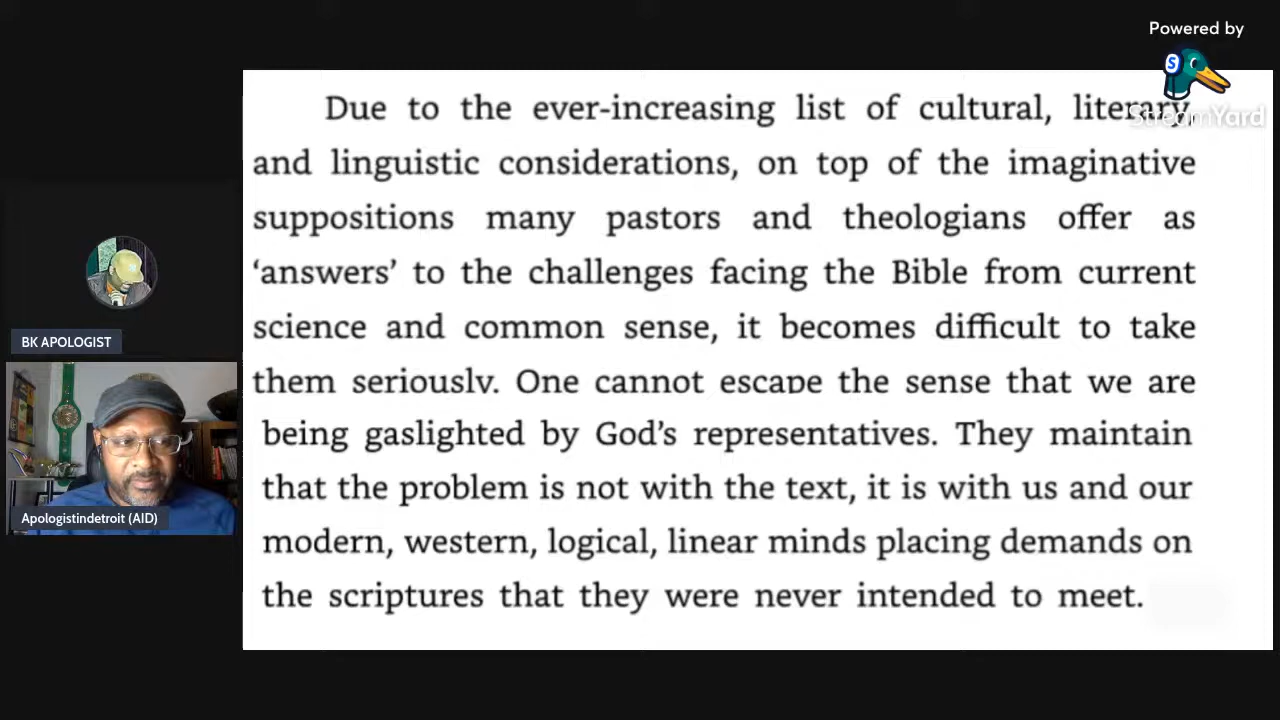 Powered by
StreamYard
Due to the ever-increasing list of cultural, literary,
and linguistic considerations, on top of the imaginative
suppositions many pastors and theologians offer as
‘answers’ to the challenges facing the Bible from current
science and common sense, it becomes difficult to take
them seriously. One cannot escape the sense that we are
being gaslighted by God’s representatives. They maintain
that the problem is not with the text, it is with us and our
modern, western, logical, linear minds placing demands on
the scriptures that they were never intended to meet.
BK APOLOGIST
Apologistindetroit (AID)